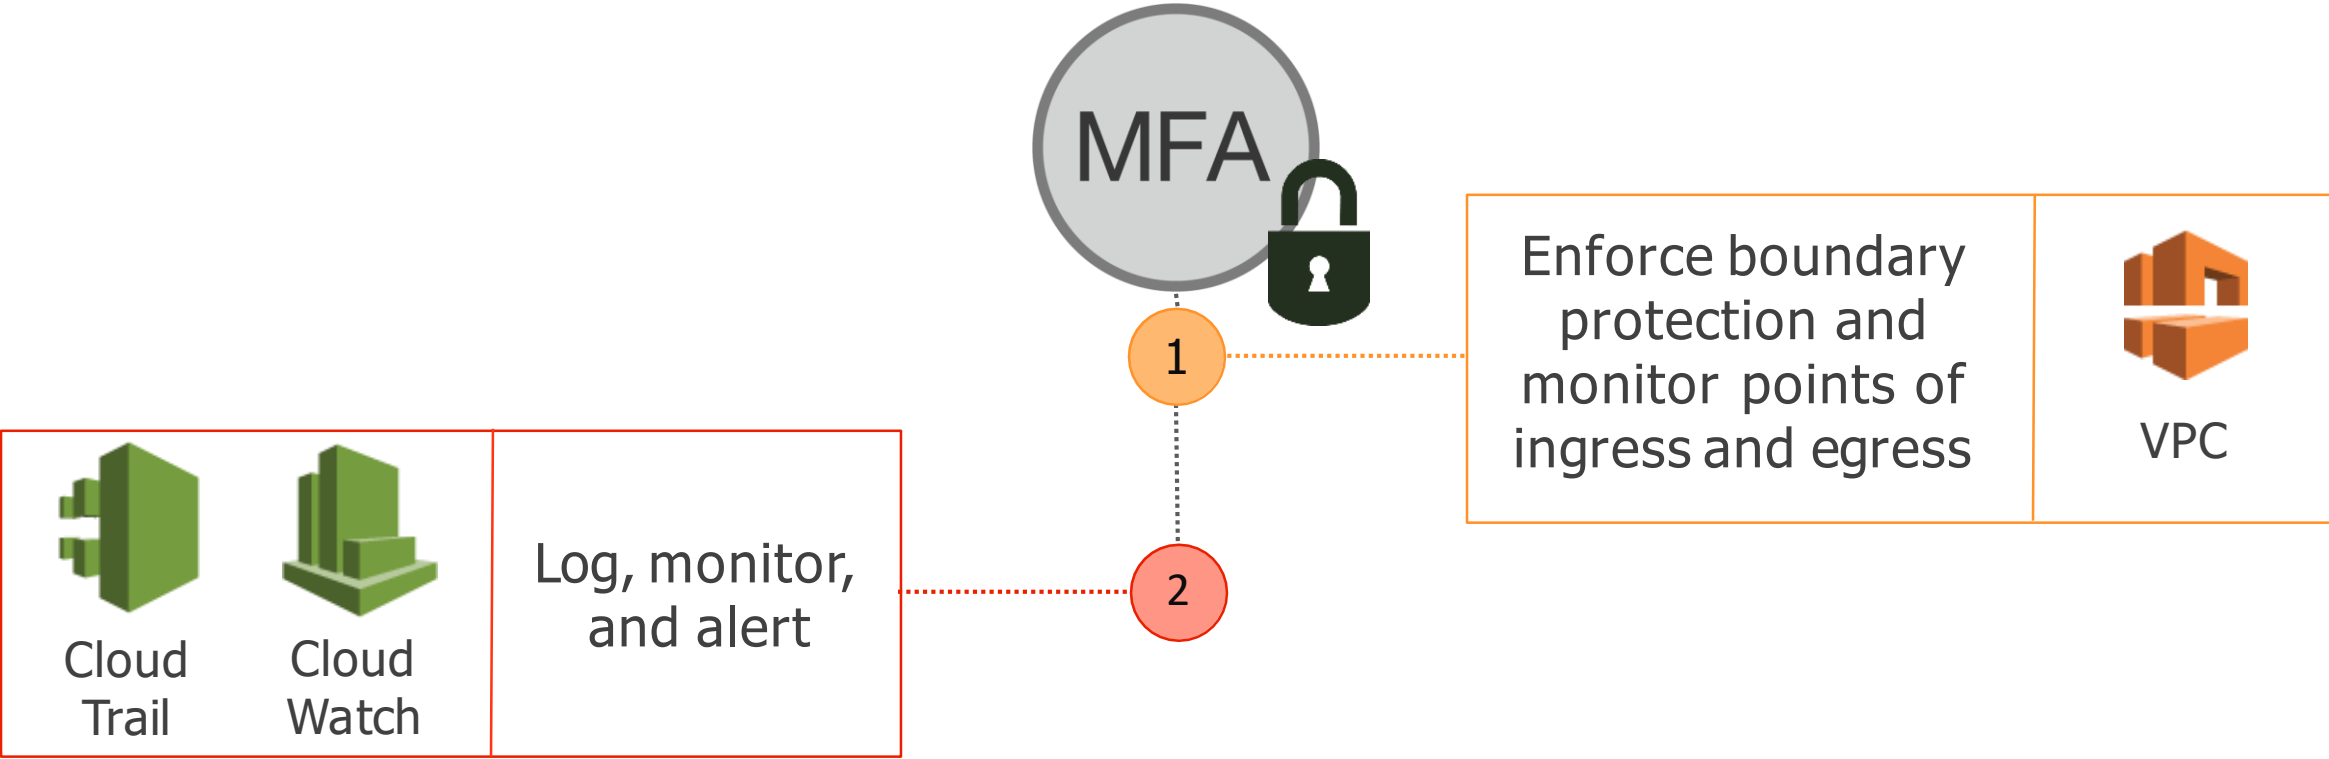 MFA
1
Enforce boundary
protection and
monitor points of
ingress and egress
VPC
2
Log, monitor,
and alert
Cloud
Trail
Cloud
Watch